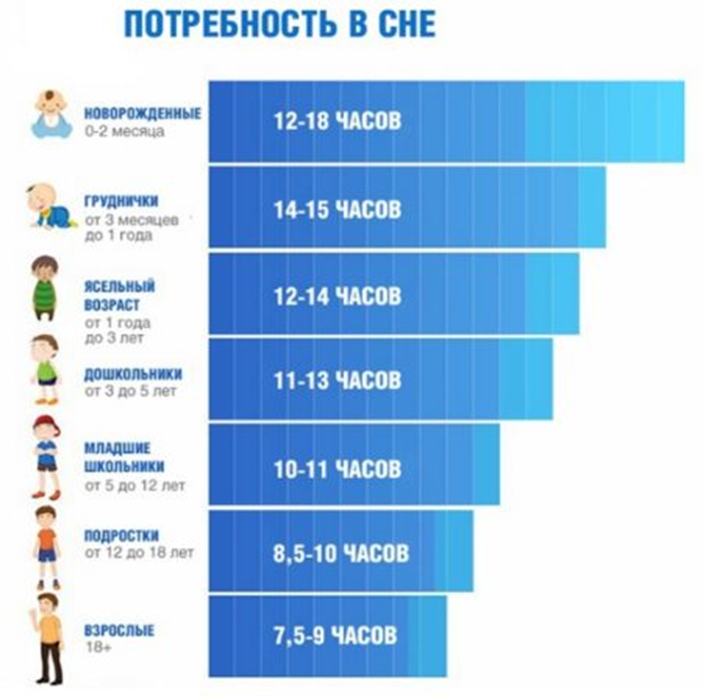 ПОТРЕБНОСТЬ В СНЕ
НОВОРОЖДЕННЫЕ
0-2 месяца
12-18 ЧАСОВ
ГРУДНИЧКИ
от 3 месяцев
до 1 года
14-15 ЧАСОВ
ЯСЕЛЬНЫЙ
ВОЗРАСТ
от 1 года
до 3 лет
12-14 ЧАСОВ
ДОШКОЛЬНИКИ
от 3 до 5 лет
11-13 ЧАСОВ
МЛАДШИЕ
ШКОЛЬНИКИ
от 5 до 12 лет
10-11 ЧАСОВ
ПОДРОСТКИ
от 12 до 18 лет
8,5-10 ЧАСОВ
ВЗРОСЛЫЕ
18+
7,5-9 ЧАСОВ